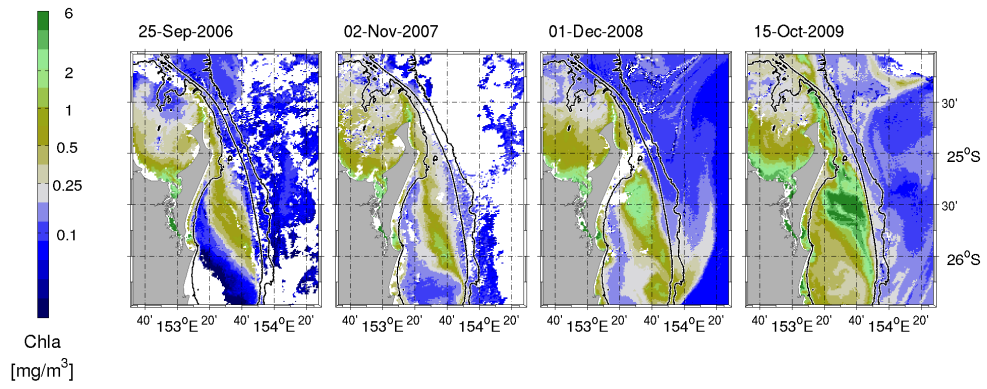 6
2
1
0.5
0.25
0.1
Chla
[mg/m³]
25-Sep-2006
02-Nov-2007
01-Dec-2008
15-Oct-2009
30'
25°S
30'
26°S
40' 153°E 20' 40' 154°E 20'
40' 153°E 20' 40' 154°E 20'
40' 153°E 20' 40' 154°E 20'
40' 153°E 20' 40' 154°E 20'